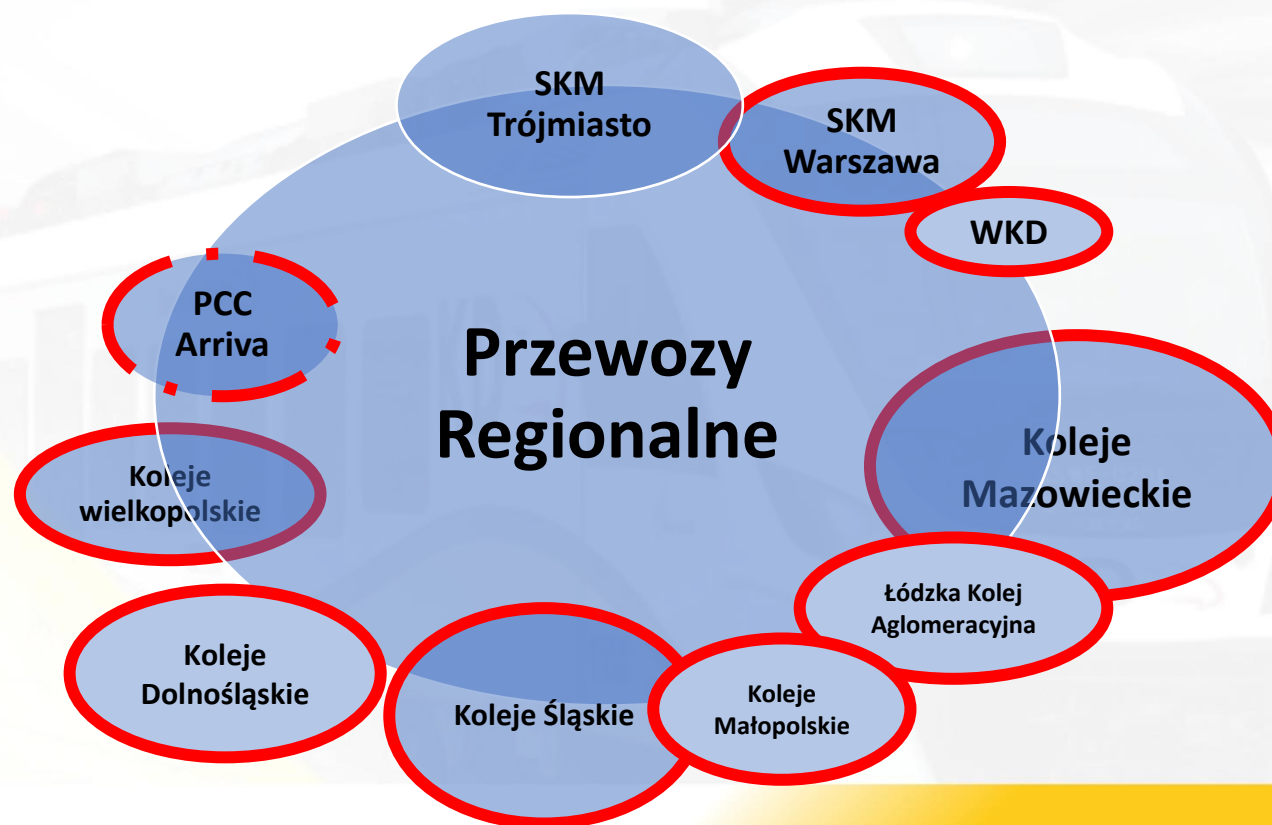 SKM
Trójmiasto
SKM
Warszawa
WKD
PCC
Arriva
Przewozy
Regionalne
Koleje
Mazowieckie
Koleje
wielkopolskie
Łódzka Kolej
Aglomeracyjna
Koleje
Dolnośląskie
Koleje Śląskie
Koleje
Małopolskie